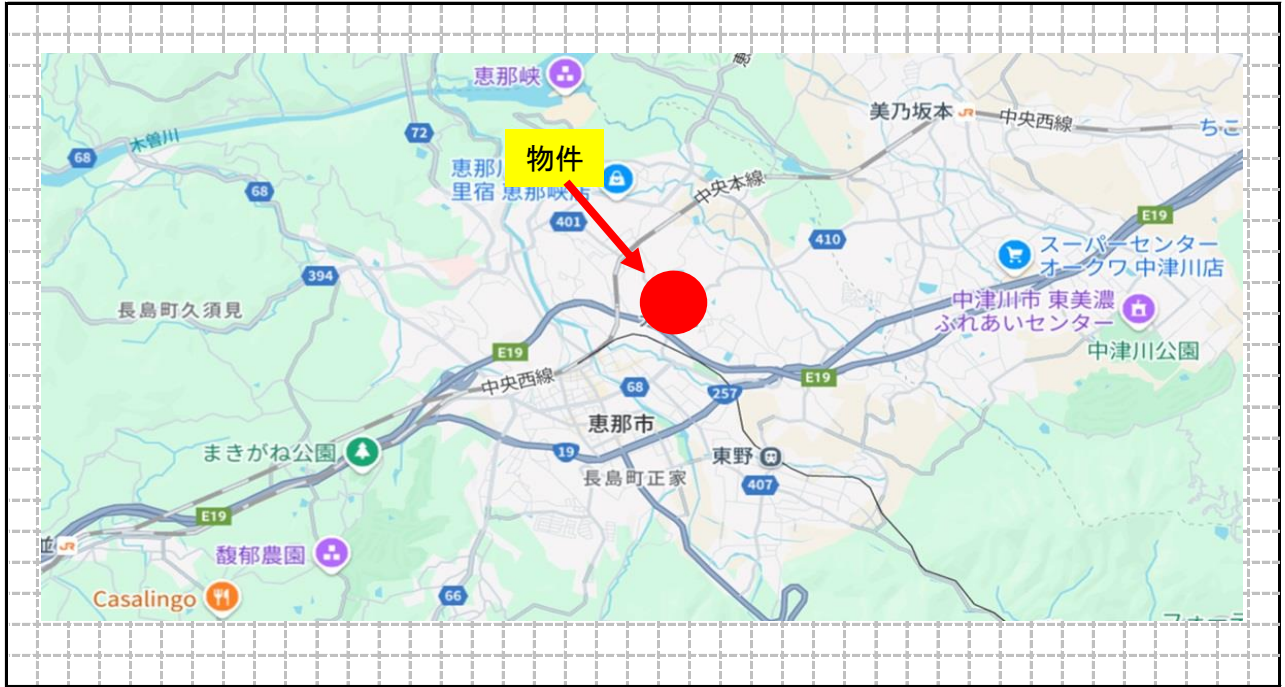 恵那峡
美乃坂本
JR
中央西線
ちこ
木曽川
72
68
物件
恵那川
里宿 恵那峡店
68
中央本線
401
410
E19
スーパーセンター
オークワ 中津川店
394
長島町久須見
中津川市 東美濃
ふれあいセンター
中津川公園
E19
中央西線
E19
68
257
恵那市
まきがね公園
19
東野
長島町正家
407
E19
JR
馥郁農園
Casalingo
66